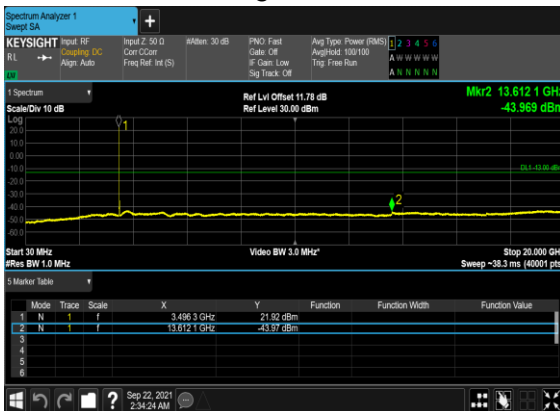 Spectrum Analyzer 1
Swept SA
KEYSIGHT
RL
Input: RF
Coupling: DC
Align: Auto
Input Z: 50 Ω
Corr CCorr
Freq Ref: Int (S)
#Atten: 30 dB
PNO: Fast
Gate: Off
IF Gain: Low
Sig Track: Off
Avg Type: Power (RMS)
Avg|Hold: 100/100
Trig: Free Run
1 2 3 4 5 6
A W W W W W
A N N N N N
1 Spectrum
Scale/Div 10 dB
Ref Lvl Offset 11.78 dB
Ref Level 30.00 dBm
Mkr2 13.612 1 GHz
-43.969 dBm
Log
20.0
10.0
0.00
-10.0
-20.0
-30.0
-40.0
-50.0
-60.0
1
2
DL1 -13.00 dBm
Start 30 MHz
#Res BW 1.0 MHz
Video BW 3.0 MHz*
Stop 20.000 GHz
Sweep ~38.3 ms (40001 pts)
5 Marker Table
Mode Trace Scale X Y Function Function Width Function Value
1 N 1 f 3.496 3 GHz 21.92 dBm
2 N 1 f 13.612 1 GHz -43.97 dBm
3
4
5
6
?
Sep 22, 2021
2:34:24 AM